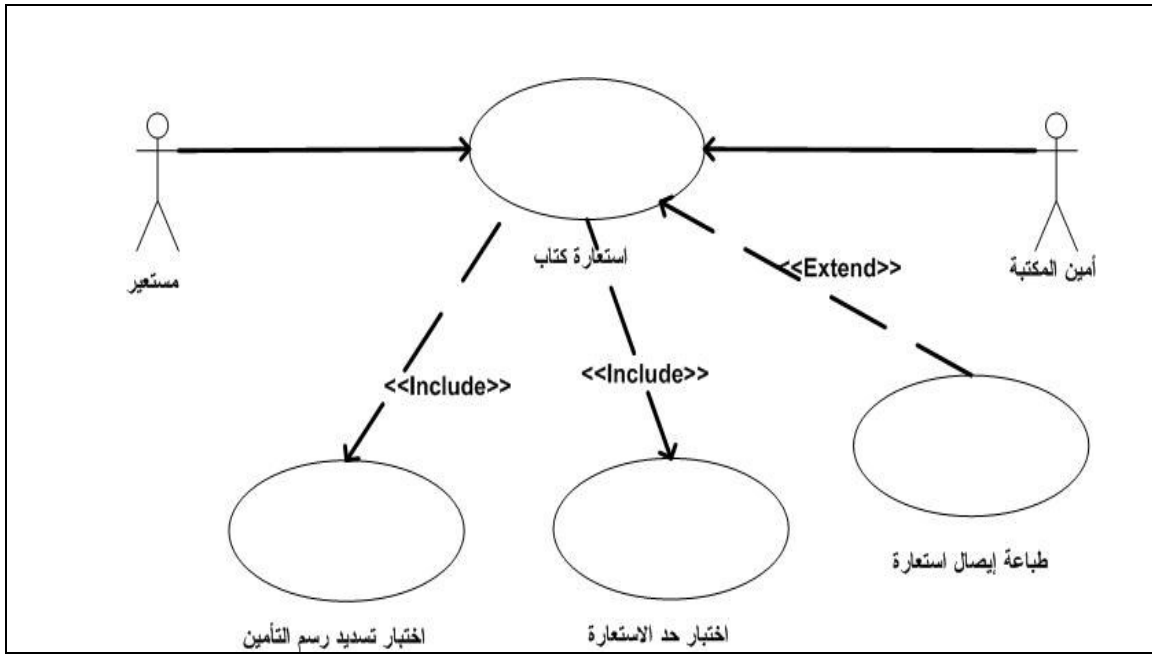 استعارة كتاب
أمين المكتبة
مستعير
<<Extend>>
<<Include>>
<<Include>>
طباعة إيصال استعارة
اختبار حد الاستعارة
اختبار تسديد رسم التأمين